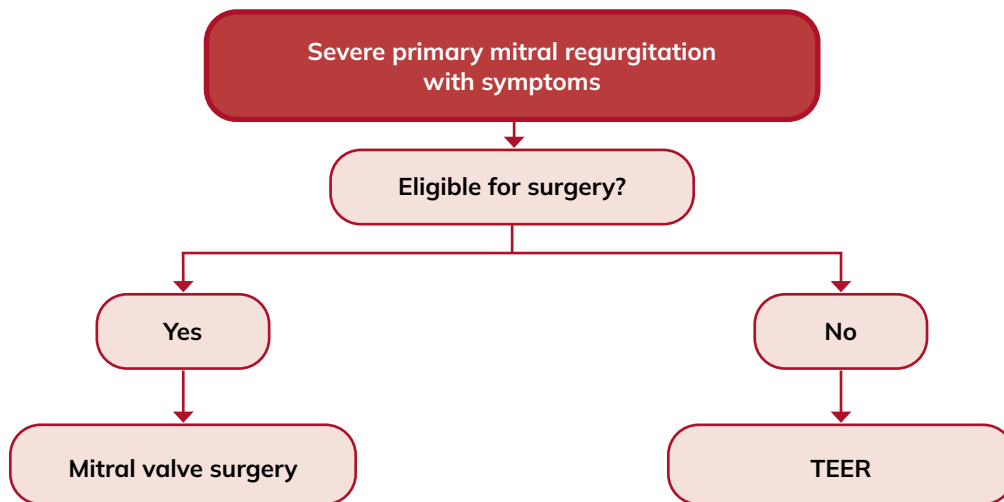 Severe primary mitral regurgitation
with symptoms
Eligible for surgery?
Yes
No
Mitral valve surgery
TEER